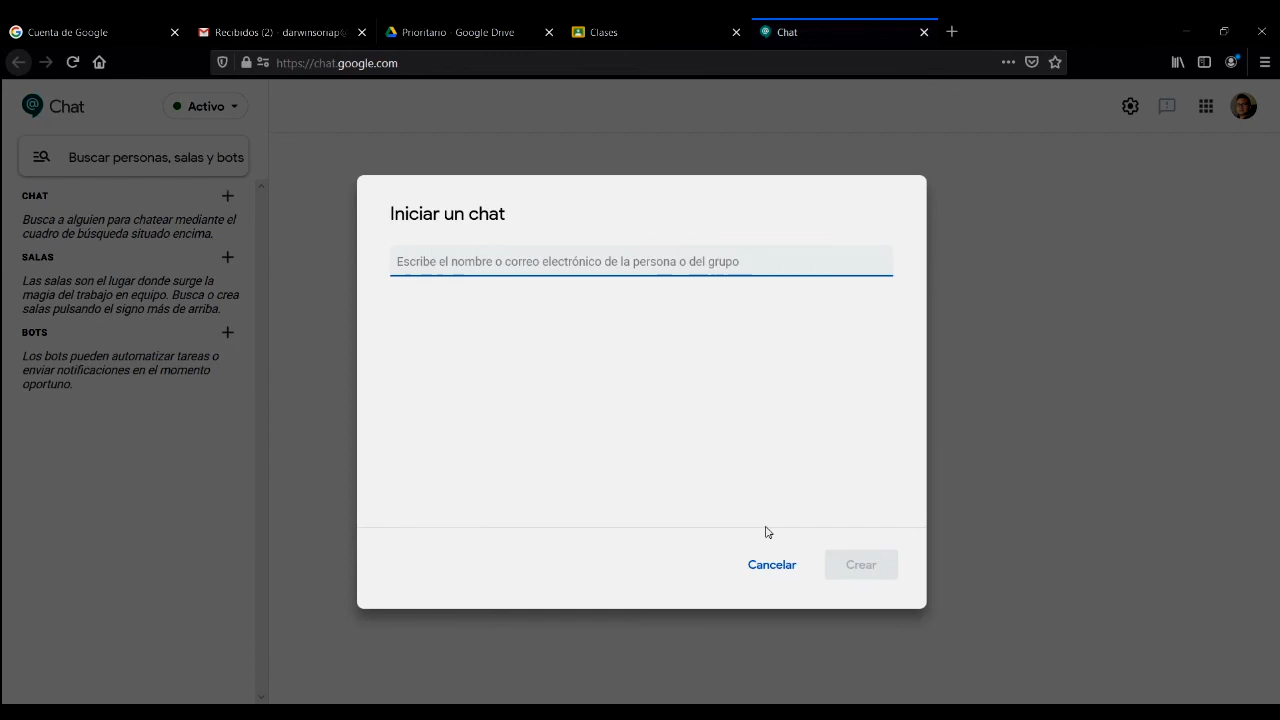 Cuenta de Google
Recibidos (2) - darwinsoriap@
Prioritario - Google Drive
Clases
Chat
https://chat.google.com
Chat
Activo
Buscar personas, salas y bots
CHAT
Busca a alguien para chatear mediante el
cuadro de búsqueda situado encima.
SALAS
Las salas son el lugar donde surge la
magia del trabajo en equipo. Busca o crea
salas pulsando el signo más de arriba.
BOTS
Los bots pueden automatizar tareas o
enviar notificaciones en el momento
oportuno.
Iniciar un chat
Escribe el nombre o correo electrónico de la persona o del grupo
Cancelar
Crear